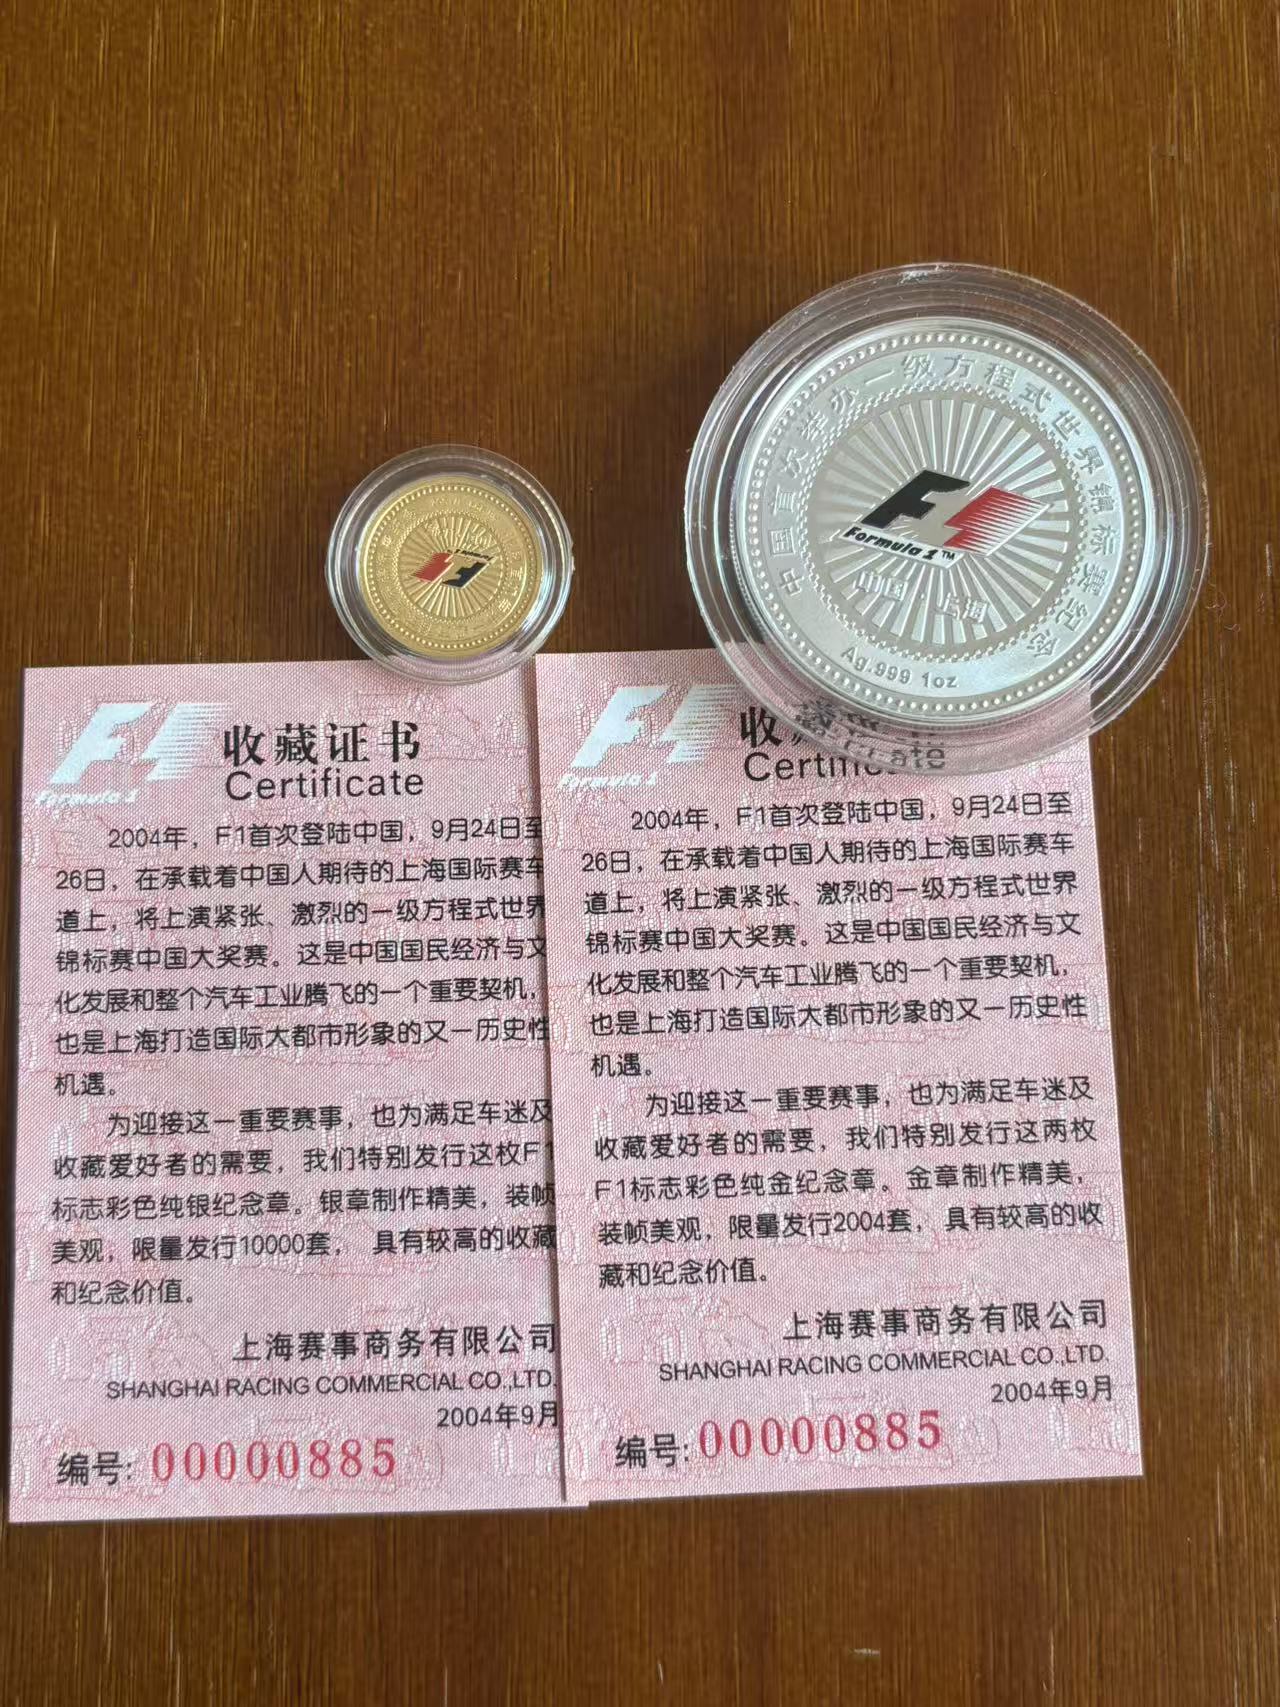 中国首次举办一级方程式世界锦标赛纪念
F1
Formula 1™
中国 上海
Ag.999 1oz
F1
Formula 1
收藏证书
Certificate
2004年，F1首次登陆中国，9月24日至
26日，在承载着中国人期待的上海国际赛车
道上，将上演紧张、激烈的一级方程式世界
锦标赛中国大奖赛。这是中国国民经济与文
化发展和整个汽车工业腾飞的一个重要契机，
也是上海打造国际大都市形象的又一历史性
机遇。
为迎接这一重要赛事，也为满足车迷及
收藏爱好者的需要，我们特别发行这枚F1
标志彩色纯银纪念章。银章制作精美，装帧
美观，限量发行10000套， 具有较高的收藏
和纪念价值。
上海赛事商务有限公司
SHANGHAI RACING COMMERCIAL CO.,LTD.
2004年9月
编号: 00000885
F1
Formula 1
收
Certificate
2004年，F1首次登陆中国，9月24日至
26日，在承载着中国人期待的上海国际赛车
道上，将上演紧张、激烈的一级方程式世界
锦标赛中国大奖赛。这是中国国民经济与文
化发展和整个汽车工业腾飞的一个重要契机，
也是上海打造国际大都市形象的又一历史性
机遇。
为迎接这一重要赛事，也为满足车迷及
收藏爱好者的需要，我们特别发行这两枚
F1标志彩色纯金纪念章。金章制作精美，
装帧美观，限量发行2004套，具有较高的收
藏和纪念价值。
上海赛事商务有限公司
SHANGHAI RACING COMMERCIAL CO.,LTD.
2004年9月
编号: 00000885